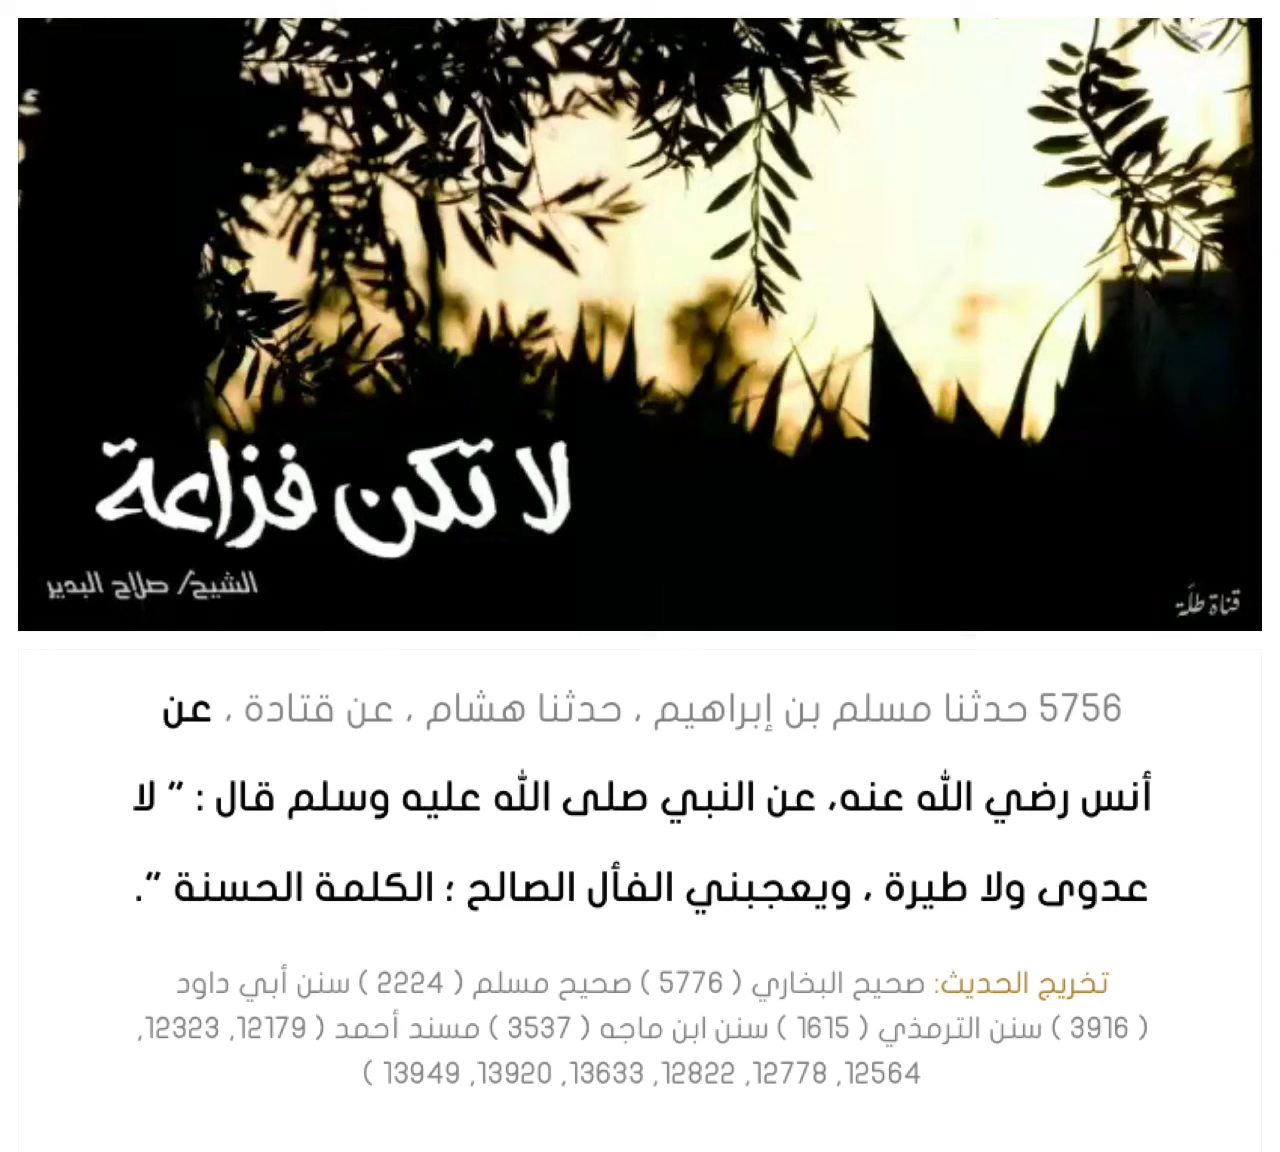 لا تكن فزاعة
الشيخ/ صلاح البدير
قناة طلّة
5756 حدثنا مسلم بن إبراهيم ، حدثنا هشام ، عن قتادة ، عن
أنس رضي الله عنه، عن النبي صلى الله عليه وسلم قال : " لا
عدوى ولا طيرة ، ويعجبني الفأل الصالح ؛ الكلمة الحسنة ".
تخريج الحديث: صحيح البخاري ( 5776 ) صحيح مسلم ( 2224 ) سنن أبي داود
( 3916 ) سنن الترمذي ( 1615 ) سنن ابن ماجه ( 3537 ) مسند أحمد ( 12179, 12323,
12564, 12778, 12822, 13633, 13920, 13949 )